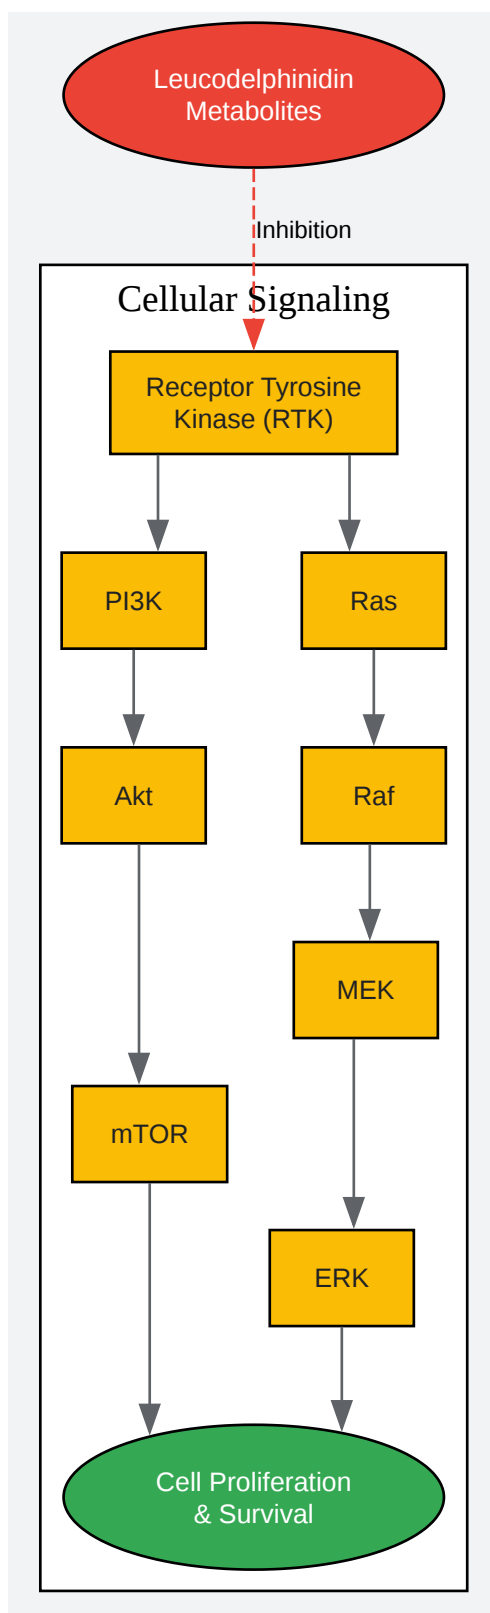 Leucodelphinidin
Metabolites
Inhibition
Cellular Signaling
Receptor Tyrosine
Kinase (RTK)
PI3K
Ras
Akt
Raf
MEK
mTOR
ERK
Cell Proliferation
& Survival